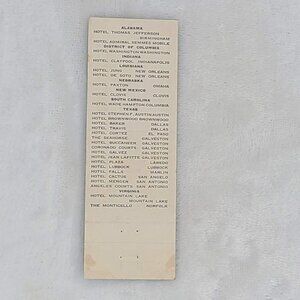 ALABAMA
HOTEL THOMAS JEFFERSON
BIRMINGHAM
HOTEL ADMIRAL SEMMES MOBILE
DISTRICT OF COLUMBIA
HOTEL WASHINGTON WASHINGTON
INDIANA
HOTEL CLAYPOOL INDIANAPOLIS
LOUISIANA
HOTEL JUNG NEW ORLEANS
HOTEL DE SOTO NEW ORLEANS
NEBRASKA
HOTEL PAXTON OMAHA
NEW MEXICO
HOTEL CLOVIS CLOVIS
SOUTH CAROLINA
HOTEL WADE HAMPTON COLUMBIA
TEXAS
HOTEL STEPHEN F. AUSTIN AUSTIN
HOTEL BROWNWOOD BROWNWOOD
HOTEL BAKER DALLAS
HOTEL TRAVIS DALLAS
HOTEL CORTEZ EL PASO
THE SEAHORSE GALVESTON
HOTEL BUCCANEER GALVESTON
CORONADO COURTS GALVESTON
HOTEL GALVEZ GALVESTON
HOTEL JEAN LAFITTE GALVESTON
HOTEL PLAZA LAREDO
HOTEL LUBBOCK LUBBOCK
HOTEL FALLS MARLIN
HOTEL CACTUS SAN ANGELO
HOTEL MENGER SAN ANTONIO
ANGELES COURTS SAN ANTONIO
VIRGINIA
HOTEL MOUNTAIN LAKE
MOUNTAIN LAKE
THE MONTICELLO NORFOLK